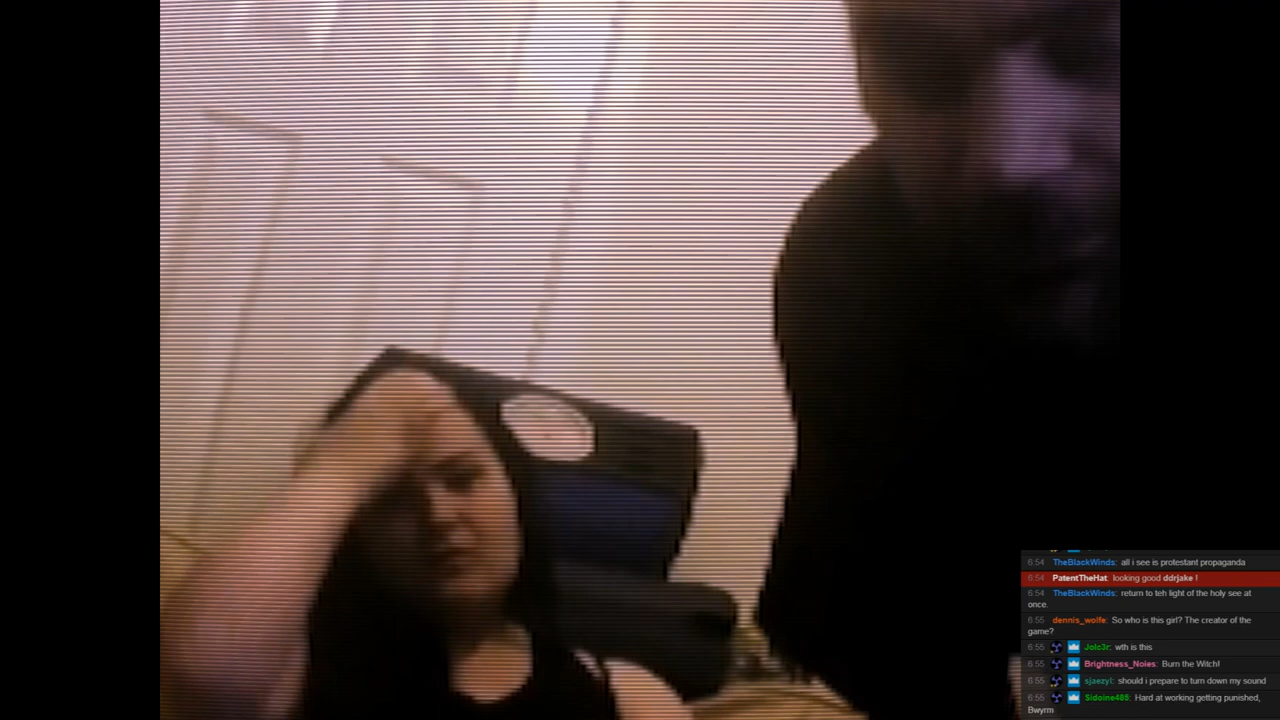 6:54 TheBlackWinds: all i see is protestant propaganda
6:54 PatentTheHat: looking good ddrjake !
6:54 TheBlackWinds: return to teh light of the holy see at
once.
6:55 dennis_wolfe: So who is this girl? The creator of the
game?
6:55 Jolc3r: wth is this
6:55 Brightness_Noies: Burn the Witch!
6:55 sjaezyl: should i prepare to turn down my sound
6:55 Sidoine485: Hard at working getting punished,
Bwyrm